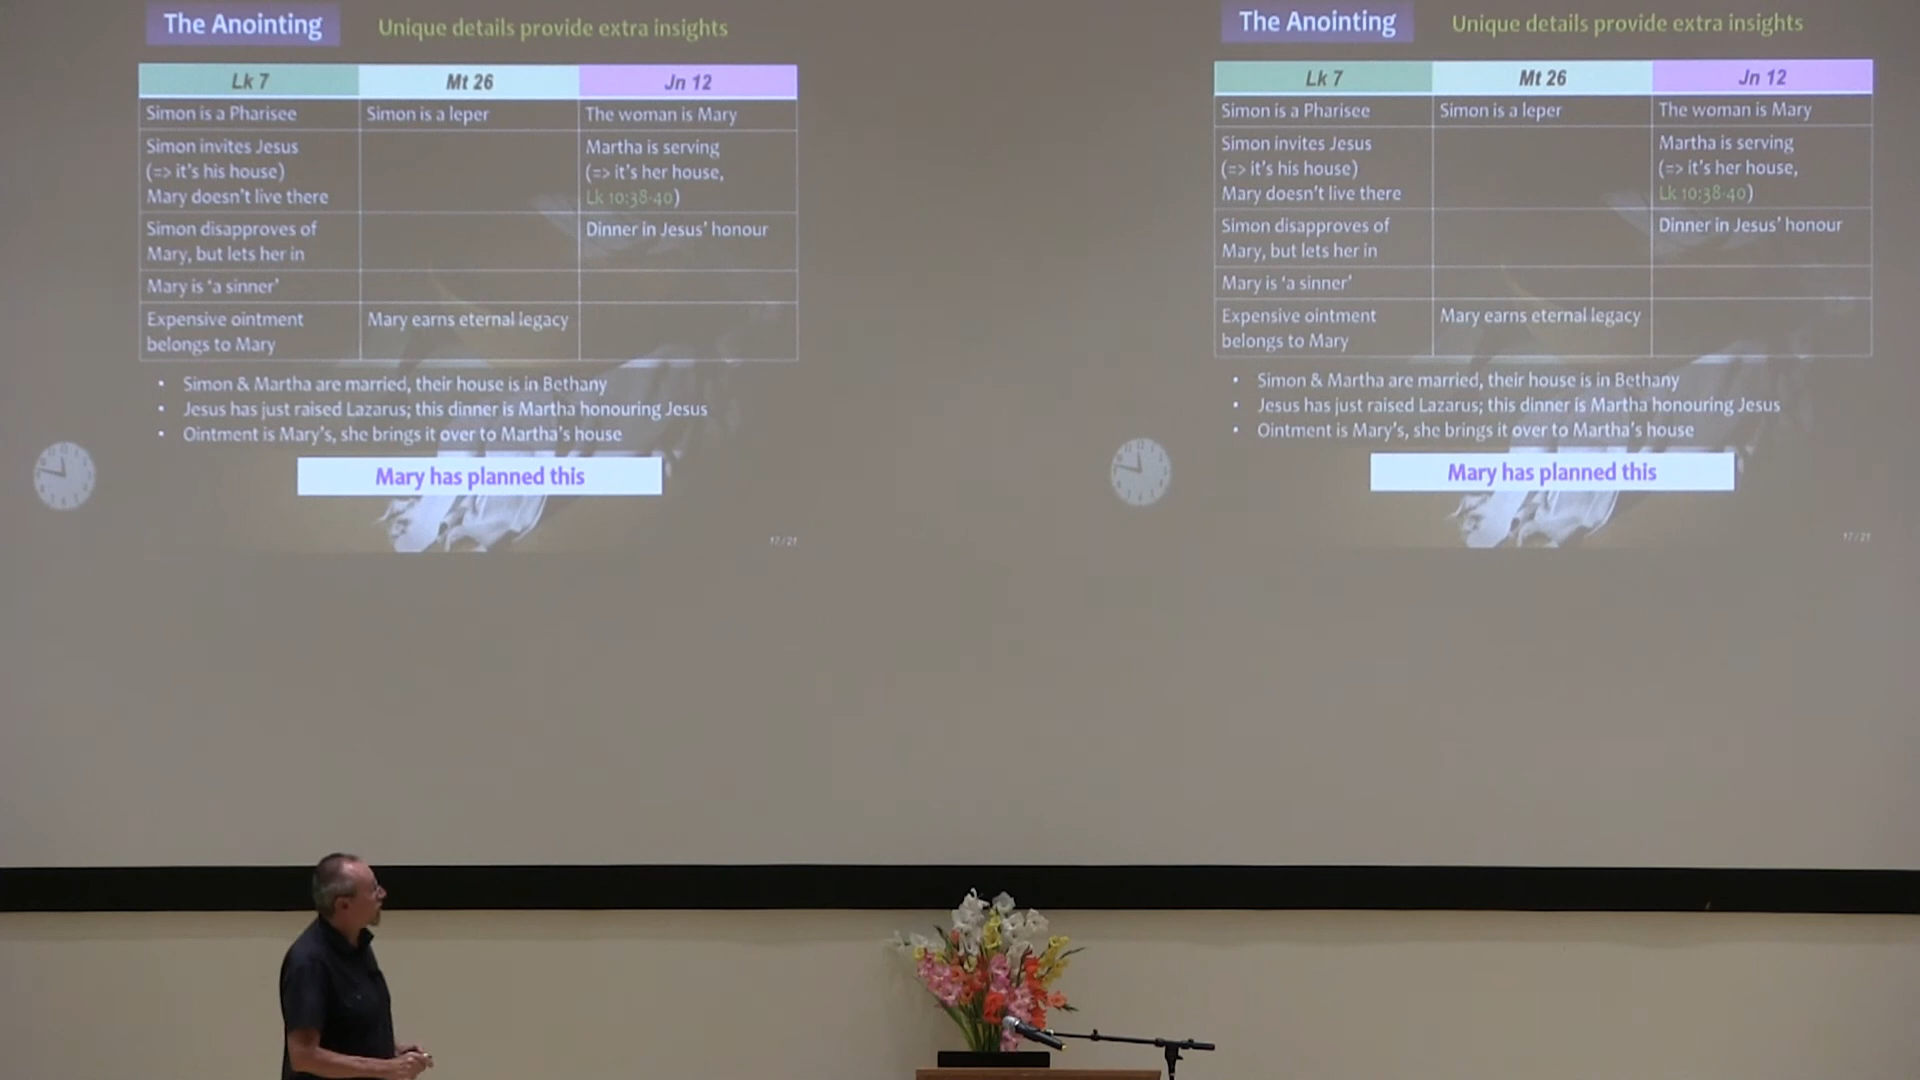 The Anointing
Unique details provide extra insights
Lk 7
Mt 26
Jn 12
Simon is a Pharisee
Simon is a leper
The woman is Mary
Simon invites Jesus
(=> it's his house)
Mary doesn't live there
Martha is serving
(=> it's her house,
Lk 10:38-40)
Simon disapproves of
Mary, but lets her in
Dinner in Jesus' honour
Mary is 'a sinner'
Expensive ointment
belongs to Mary
Mary earns eternal legacy
• Simon & Martha are married, their house is in Bethany
• Jesus has just raised Lazarus; this dinner is Martha honouring Jesus
• Ointment is Mary's, she brings it over to Martha's house
Mary has planned this
17 / 21
The Anointing
Unique details provide extra insights
Lk 7
Mt 26
Jn 12
Simon is a Pharisee
Simon is a leper
The woman is Mary
Simon invites Jesus
(=> it's his house)
Mary doesn't live there
Martha is serving
(=> it's her house,
Lk 10:38-40)
Simon disapproves of
Mary, but lets her in
Dinner in Jesus' honour
Mary is 'a sinner'
Expensive ointment
belongs to Mary
Mary earns eternal legacy
• Simon & Martha are married, their house is in Bethany
• Jesus has just raised Lazarus; this dinner is Martha honouring Jesus
• Ointment is Mary's, she brings it over to Martha's house
Mary has planned this
17 / 21